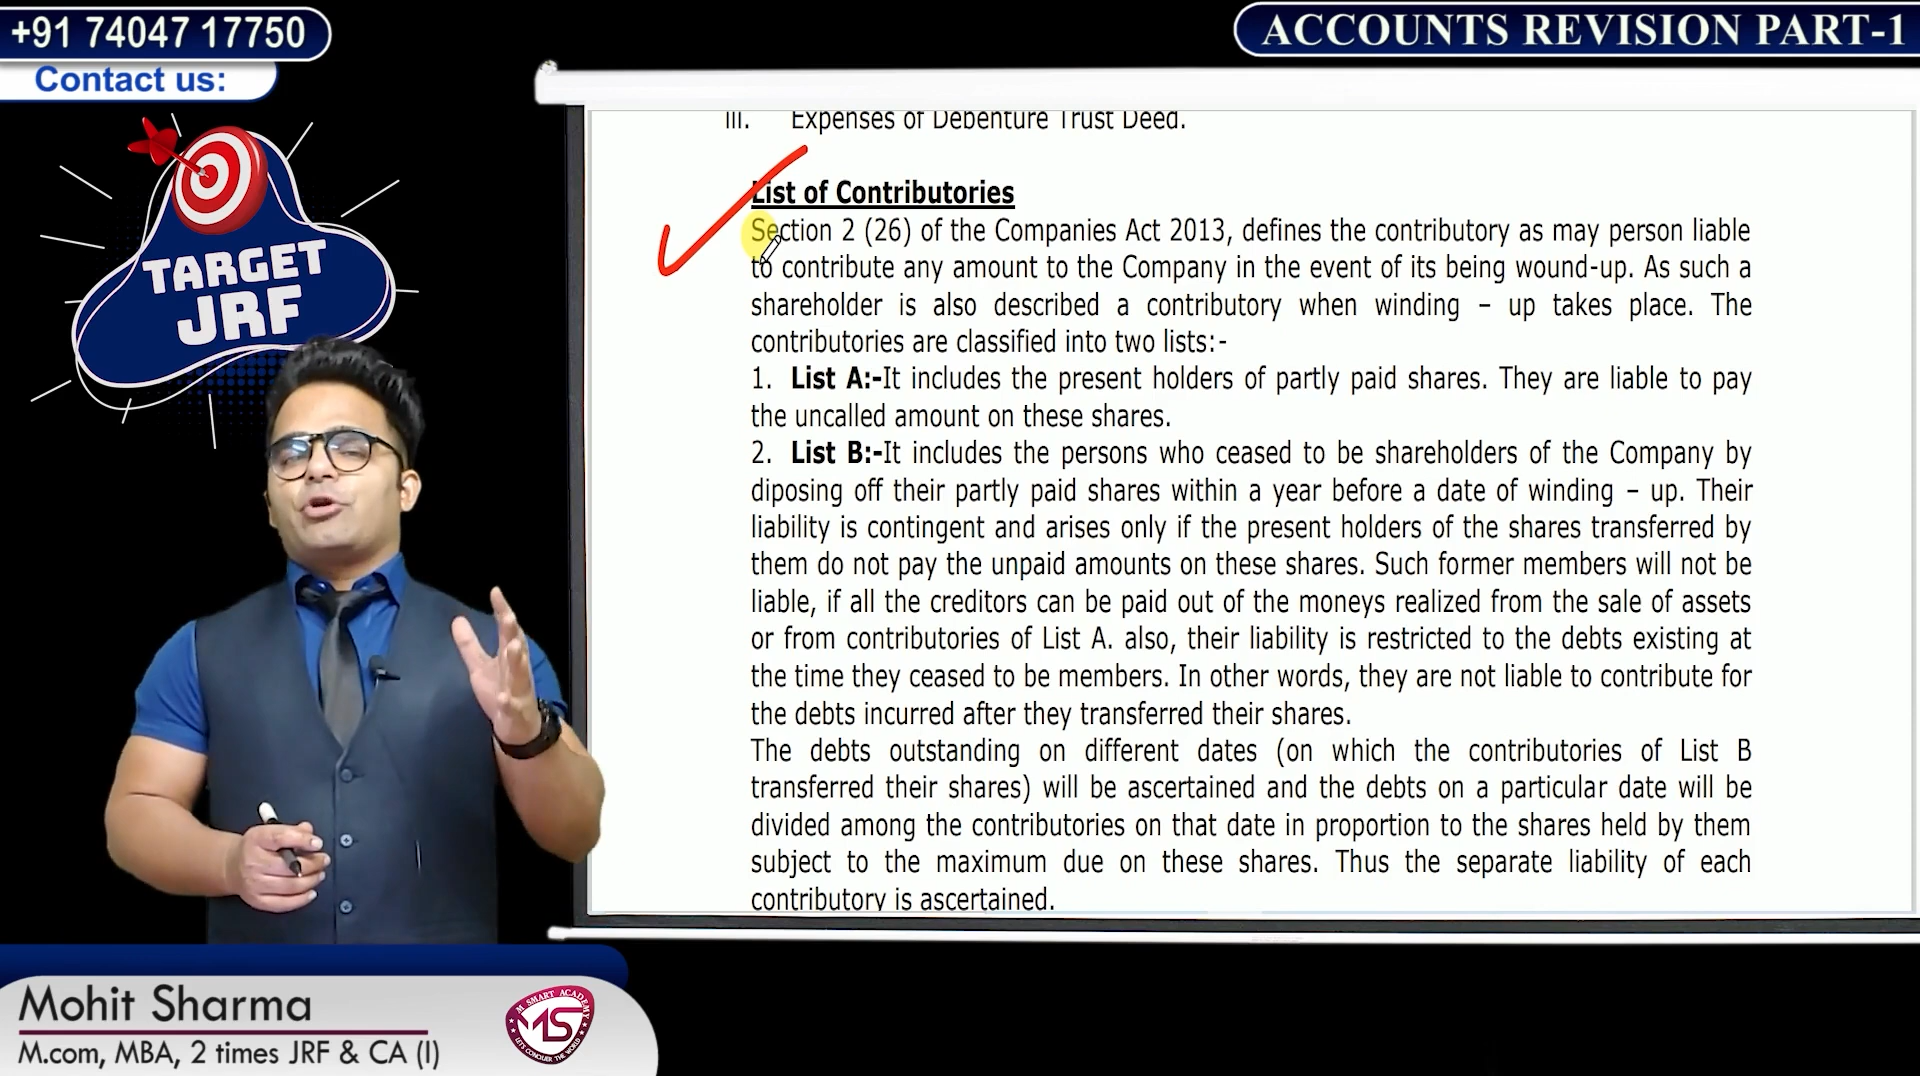 +91 74047 17750
Contact us:
ACCOUNTS REVISION PART-1
TARGET
JRF
iii. Expenses of Debenture Trust Deed.
List of Contributories
Section 2 (26) of the Companies Act 2013, defines the contributory as may person liable
to contribute any amount to the Company in the event of its being wound-up. As such a
shareholder is also described a contributory when winding – up takes place. The
contributories are classified into two lists:-
1. List A:-It includes the present holders of partly paid shares. They are liable to pay
the uncalled amount on these shares.
2. List B:-It includes the persons who ceased to be shareholders of the Company by
diposing off their partly paid shares within a year before a date of winding – up. Their
liability is contingent and arises only if the present holders of the shares transferred by
them do not pay the unpaid amounts on these shares. Such former members will not be
liable, if all the creditors can be paid out of the moneys realized from the sale of assets
or from contributories of List A. also, their liability is restricted to the debts existing at
the time they ceased to be members. In other words, they are not liable to contribute for
the debts incurred after they transferred their shares.
The debts outstanding on different dates (on which the contributories of List B
transferred their shares) will be ascertained and the debts on a particular date will be
divided among the contributories on that date in proportion to the shares held by them
subject to the maximum due on these shares. Thus the separate liability of each
contributory is ascertained.
Mohit Sharma
M.com, MBA, 2 times JRF & CA (I)
M SMART ACADEMY
MS
LET'S CONQUER THE WORLD